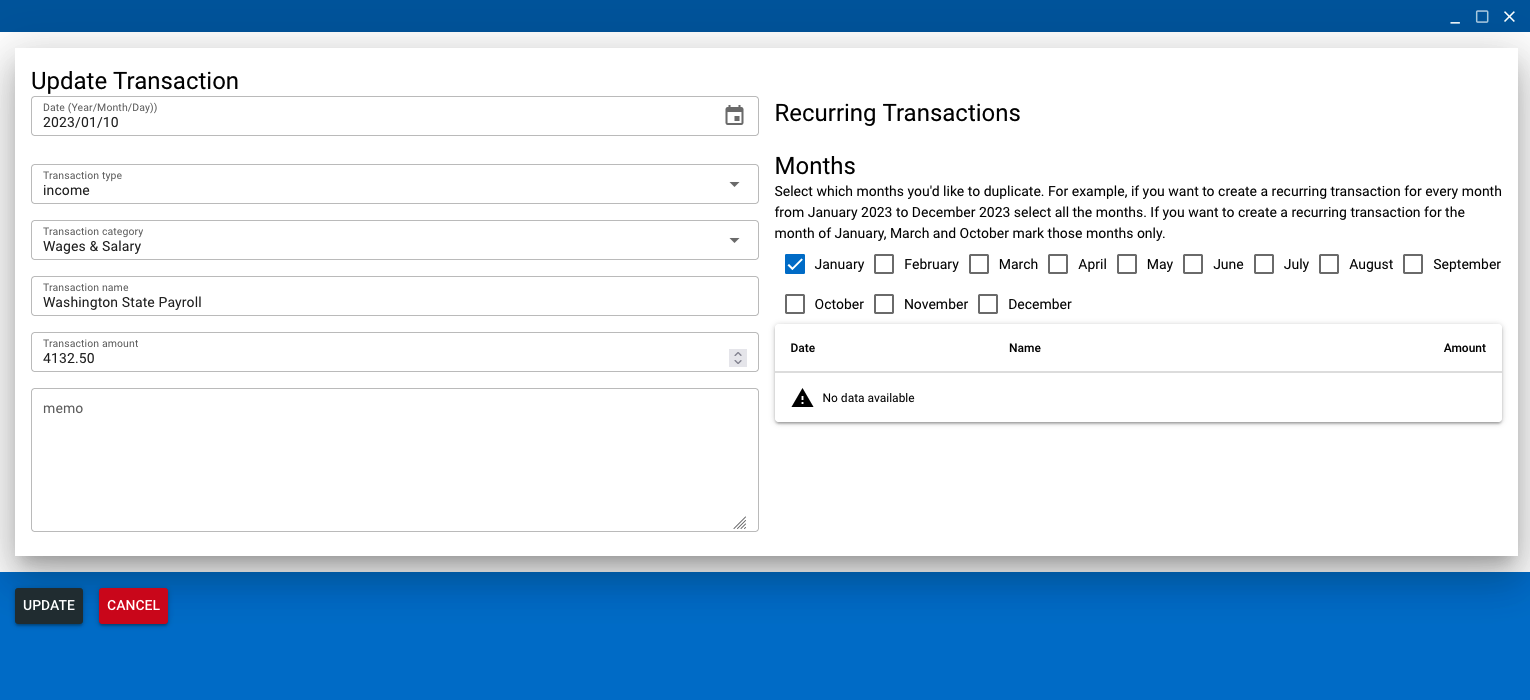 Update Transaction
Date (Year/Month/Day))
2023/01/10
Transaction type
income
Transaction category
Wages & Salary
Transaction name
Washington State Payroll
Transaction amount
4132.50
memo
Recurring Transactions
Months
Select which months you'd like to duplicate. For example, if you want to create a recurring transaction for every month
from January 2023 to December 2023 select all the months. If you want to create a recurring transaction for the
month of January, March and October mark those months only.
January February March April May June July August September
October November December
Date Name Amount
No data available
UPDATE CANCEL